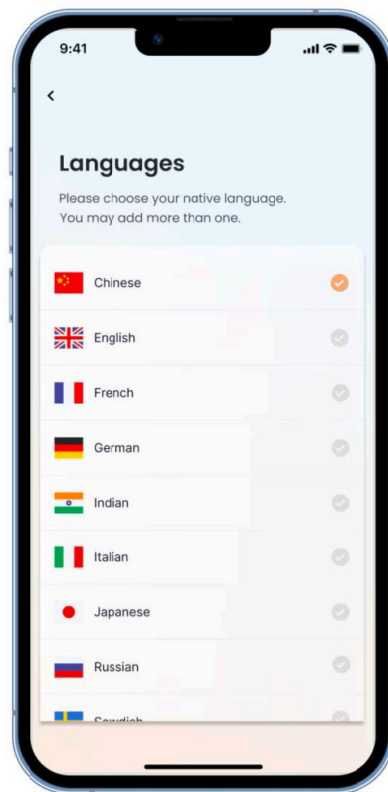 9:41
Languages
Please choose your native language.
You may add more than one.
Chinese
English
French
German
Indian
Italian
Japanese
Russian